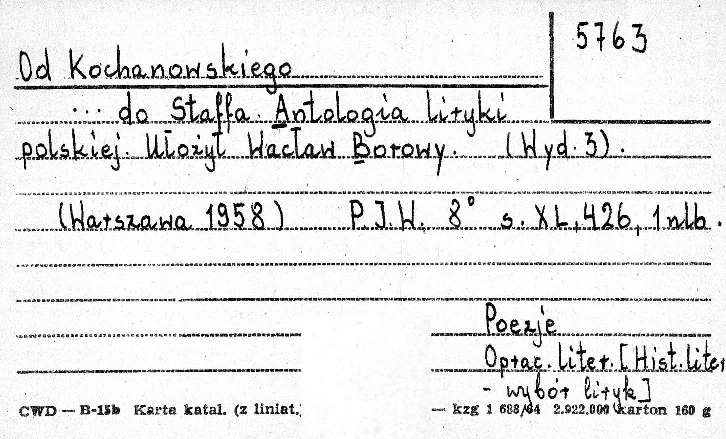 5763
Od Kochanowskiego
... do Staffa. Antologia liryki
polskiej. Ułożył Wacław Borowy. (Wyd. 3).
(Warszawa 1958) P.I.W. 8° s. XL, 426, 1 nlb.
Poezje
Oprac. liter. [Hist. liter
- wybór liryk]
CWD — B-15b Karta katal. (z liniat.) — kzg 1 688/64 2.922.000 karton 160 g